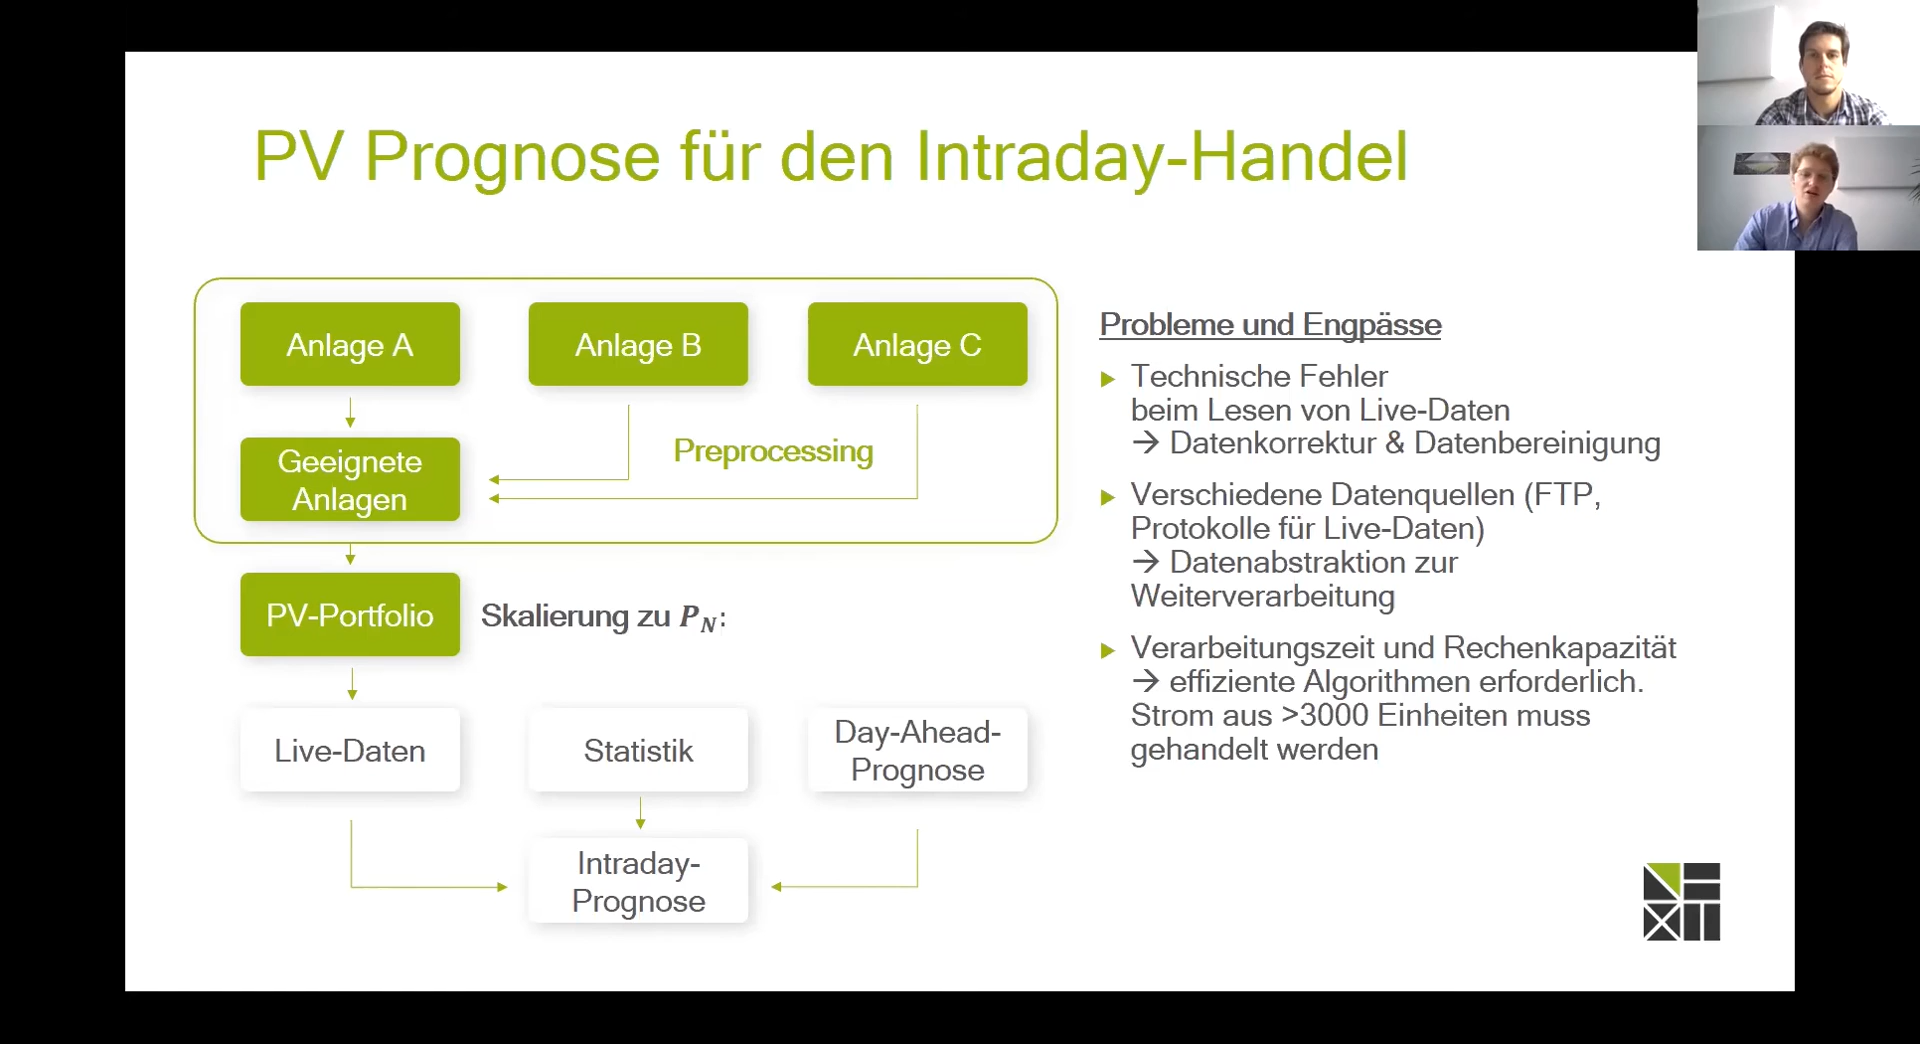 PV Prognose für den Intraday-Handel
Anlage A
Anlage B
Anlage C
Preprocessing
Geeignete
Anlagen
PV-Portfolio
Skalierung zu P_N:
Live-Daten
Statistik
Day-Ahead-
Prognose
Intraday-
Prognose
Probleme und Engpässe
Technische Fehler
beim Lesen von Live-Daten
→ Datenkorrektur & Datenbereinigung
Verschiedene Datenquellen (FTP,
Protokolle für Live-Daten)
→ Datenabstraktion zur
Weiterverarbeitung
Verarbeitungszeit und Rechenkapazität
→ effiziente Algorithmen erforderlich.
Strom aus >3000 Einheiten muss
gehandelt werden